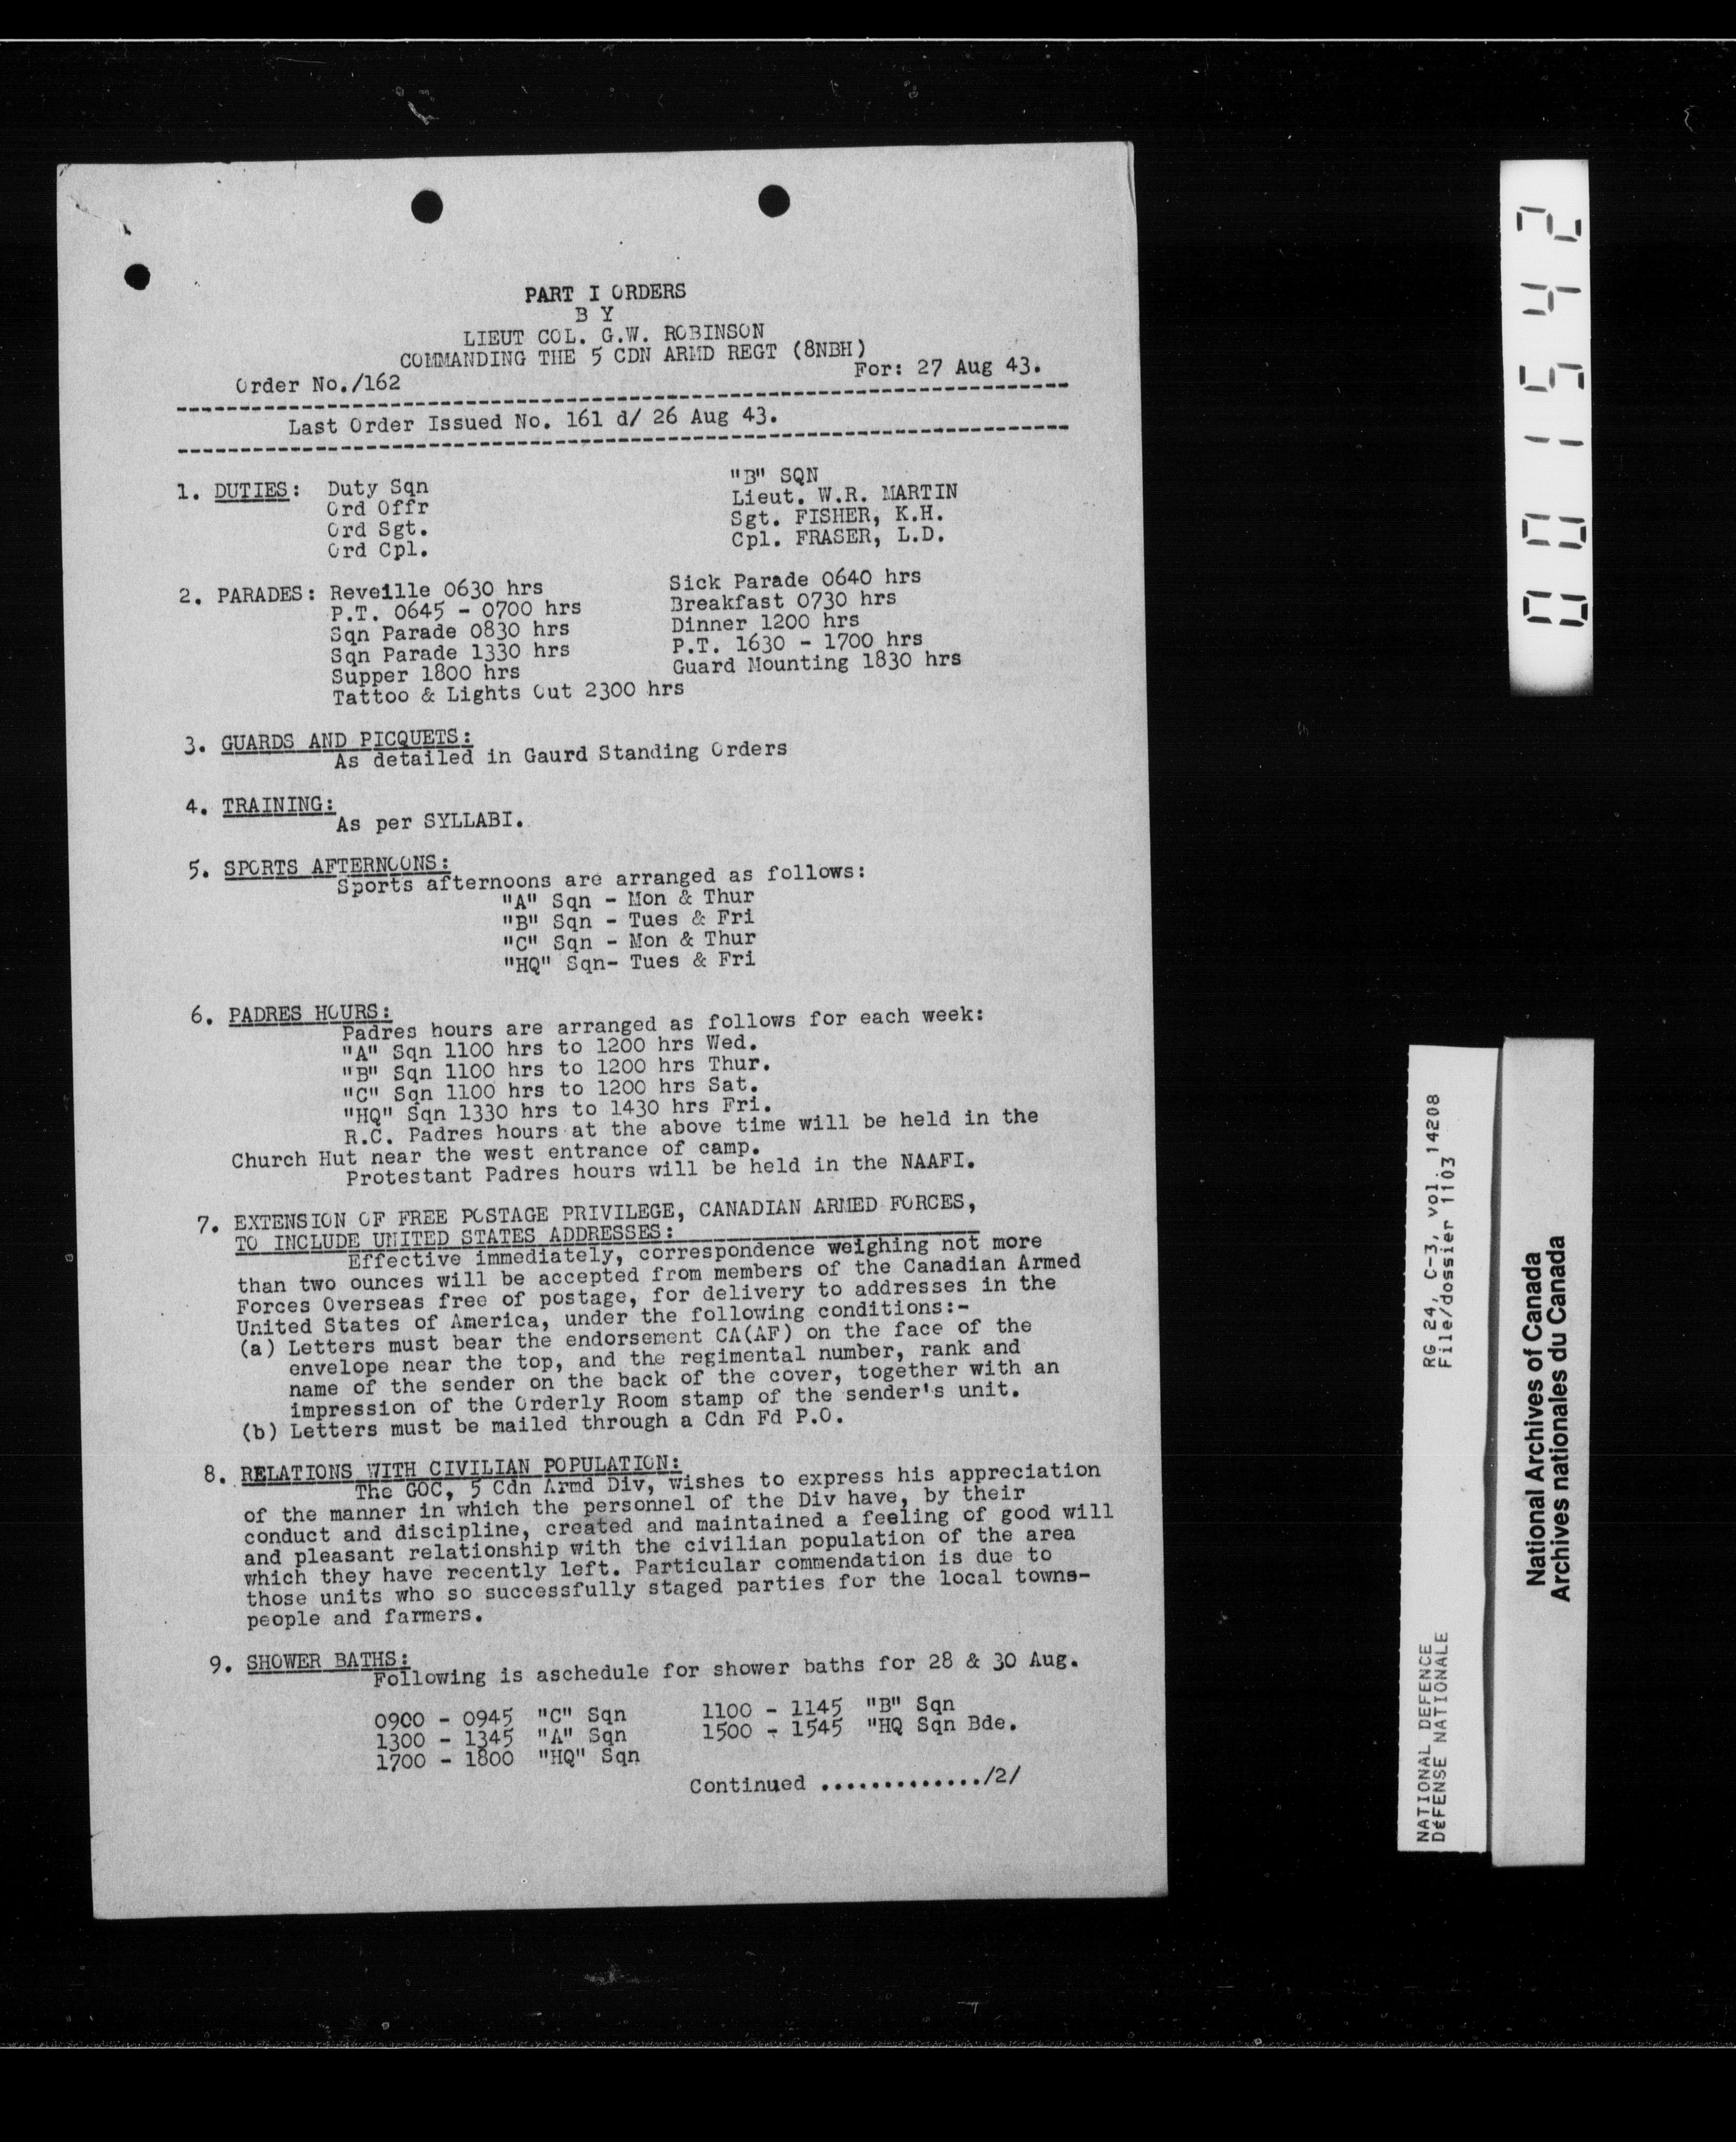 PART I ORDERS
B Y
LIEUT COL. G.W. ROBINSON
COMMANDING THE 5 CDN ARMD REGT (8NBH)
Order No./162 For: 27 Aug 43.
Last Order Issued No. 161 d/ 26 Aug 43.
1. DUTIES: Duty Sqn "B" SQN
Ord Offr Lieut. W.R. MARTIN
Ord Sgt. Sgt. FISHER, K.H.
Ord Cpl. Cpl. FRASER, L.D.
2. PARADES: Reveille 0630 hrs Sick Parade 0640 hrs
P.T. 0645 - 0700 hrs Breakfast 0730 hrs
Sqn Parade 0830 hrs Dinner 1200 hrs
Sqn Parade 1330 hrs P.T. 1630 - 1700 hrs
Supper 1800 hrs Guard Mounting 1830 hrs
Tattoo & Lights Out 2300 hrs
3. GUARDS AND PICQUETS:
As detailed in Gaurd Standing Orders
4. TRAINING:
As per SYLLABI.
5. SPORTS AFTERNOONS:
Sports afternoons are arranged as follows:
"A" Sqn - Mon & Thur
"B" Sqn - Tues & Fri
"C" Sqn - Mon & Thur
"HQ" Sqn- Tues & Fri
6. PADRES HOURS:
Padres hours are arranged as follows for each week:
"A" Sqn 1100 hrs to 1200 hrs Wed.
"B" Sqn 1100 hrs to 1200 hrs Thur.
"C" Sqn 1100 hrs to 1200 hrs Sat.
"HQ" Sqn 1330 hrs to 1430 hrs Fri.
R.C. Padres hours at the above time will be held in the
Church Hut near the west entrance of camp.
Protestant Padres hours will be held in the NAAFI.
7. EXTENSION OF FREE POSTAGE PRIVILEGE, CANADIAN ARMED FORCES,
TO INCLUDE UNITED STATES ADDRESSES:
Effective immediately, correspondence weighing not more
than two ounces will be accepted from members of the Canadian Armed
Forces Overseas free of postage, for delivery to addresses in the
United States of America, under the following conditions:-
(a) Letters must bear the endorsement CA(AF) on the face of the
envelope near the top, and the regimental number, rank and
name of the sender on the back of the cover, together with an
impression of the Orderly Room stamp of the sender's unit.
(b) Letters must be mailed through a Cdn Fd P.O.
8. RELATIONS WITH CIVILIAN POPULATION:
The GOC, 5 Cdn Armd Div, wishes to express his appreciation
of the manner in which the personnel of the Div have, by their
conduct and discipline, created and maintained a feeling of good will
and pleasant relationship with the civilian population of the area
which they have recently left. Particular commendation is due to
those units who so successfully staged parties for the local towns-
people and farmers.
9. SHOWER BATHS:
Following is aschedule for shower baths for 28 & 30 Aug.
0900 - 0945 "C" Sqn 1100 - 1145 "B" Sqn
1300 - 1345 "A" Sqn 1500 - 1545 "HQ Sqn Bde.
1700 - 1800 "HQ" Sqn
Continued ............../2/
001542
RG 24, C-3, vol. 14208
File/dossier 1103
NATIONAL DEFENCE
DÉFENSE NATIONALE
National Archives of Canada
Archives nationales du Canada